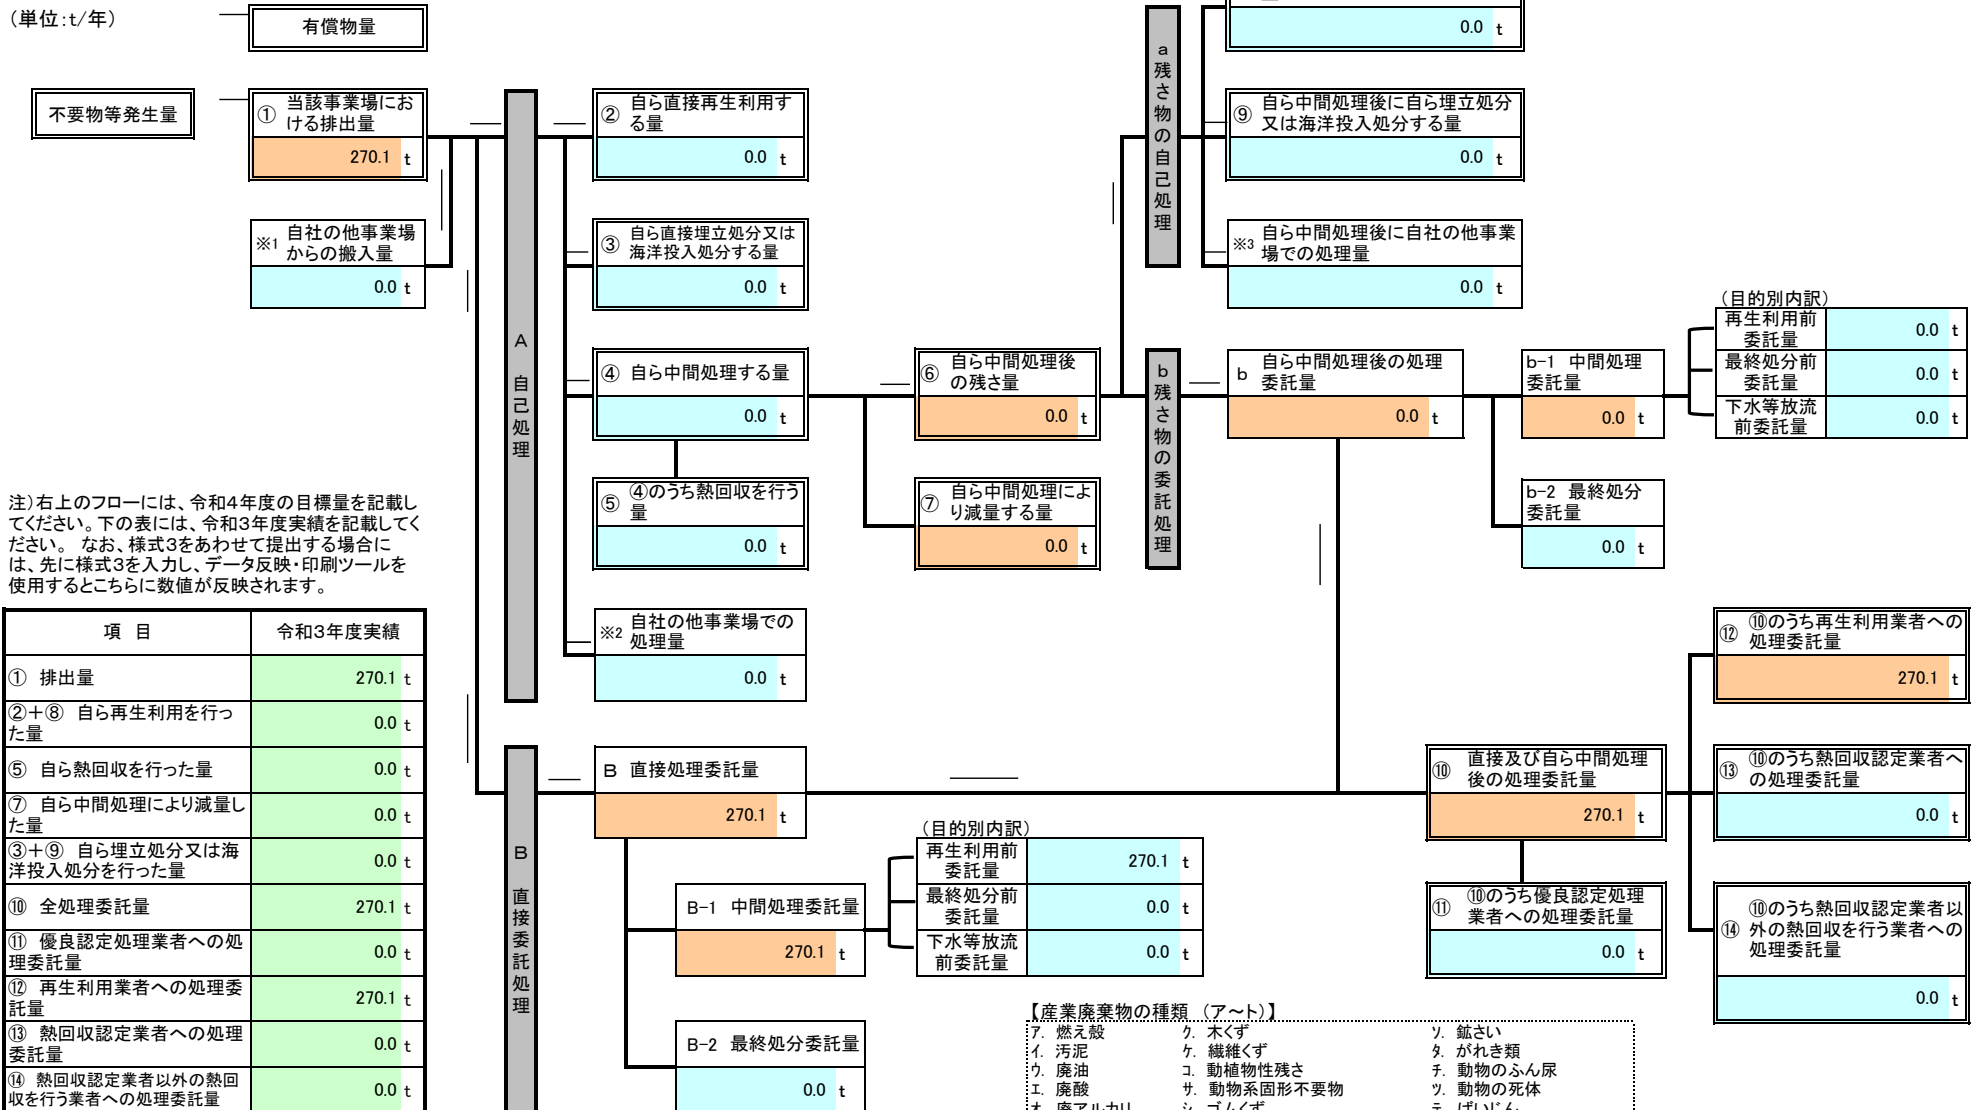 (単位:t/年)
有償物量
不要物等発生量
① 当該事業場にお
ける排出量
270.1 t
※1 自社の他事業場
からの搬入量
0.0 t
A 自己処理
② 自ら直接再生利用す
る量
0.0 t
③ 自ら直接埋立処分又は
海洋投入処分する量
0.0 t
④ 自ら中間処理する量
0.0 t
⑤ ④のうち熱回収を行う
量
0.0 t
※2 自社の他事業場での
処理量
0.0 t
⑥ 自ら中間処理後
の残さ量
0.0 t
⑦ 自ら中間処理によ
り減量する量
0.0 t
a 残さ物の自己処理
0.0 t
⑨ 自ら中間処理後に自ら埋立処分
又は海洋投入処分する量
0.0 t
※3 自ら中間処理後に自社の他事業
場での処理量
0.0 t
b 残さ物の委託処理
b 自ら中間処理後の処理
委託量
0.0 t
b-1 中間処理
委託量
0.0 t
b-2 最終処分
委託量
0.0 t
(目的別内訳)
再生利用前
委託量
0.0 t
最終処分前
委託量
0.0 t
下水等放流
前委託量
0.0 t
注)右上のフローには、令和4年度の目標量を記載し
てください。下の表には、令和3年度実績を記載してく
ださい。 なお、様式3をあわせて提出する場合に
は、先に様式3を入力し、データ反映・印刷ツールを
使用するとこちらに数値が反映されます。
項 目 令和3年度実績
① 排出量 270.1 t
②+⑧ 自ら再生利用を行っ
た量 0.0 t
⑤ 自ら熱回収を行った量 0.0 t
⑦ 自ら中間処理により減量し
た量 0.0 t
③+⑨ 自ら埋立処分又は海
洋投入処分を行った量 0.0 t
⑩ 全処理委託量 270.1 t
⑪ 優良認定処理業者への処
理委託量 0.0 t
⑫ 再生利用業者への処理委
託量 270.1 t
⑬ 熱回収認定業者への処理
委託量 0.0 t
⑭ 熱回収認定業者以外の熱回
収を行う業者への処理委託量 0.0 t
B 直接委託処理
B 直接処理委託量
270.1 t
B-1 中間処理委託量
270.1 t
B-2 最終処分委託量
0.0 t
(目的別内訳)
再生利用前
委託量
270.1 t
最終処分前
委託量
0.0 t
下水等放流
前委託量
0.0 t
⑩ 直接及び自ら中間処理
後の処理委託量
270.1 t
⑪ ⑩のうち優良認定処理
業者への処理委託量
0.0 t
⑫ ⑩のうち再生利用業者への
処理委託量
270.1 t
⑬ ⑩のうち熱回収認定業者へ
の処理委託量
0.0 t
⑭ ⑩のうち熱回収認定業者以
外の熱回収を行う業者への
処理委託量
0.0 t
【産業廃棄物の種類 (ア~ト)】
ア. 燃え殻 ク. 木くず ソ. 鉱さい
イ. 汚泥 ケ. 繊維くず タ. がれき類
ウ. 廃油 コ. 動植物性残さ チ. 動物のふん尿
エ. 廃酸 サ. 動物系固形不要物 ツ. 動物の死体
オ. 廃アルカリ シ. ゴムくず テ. ばいじん